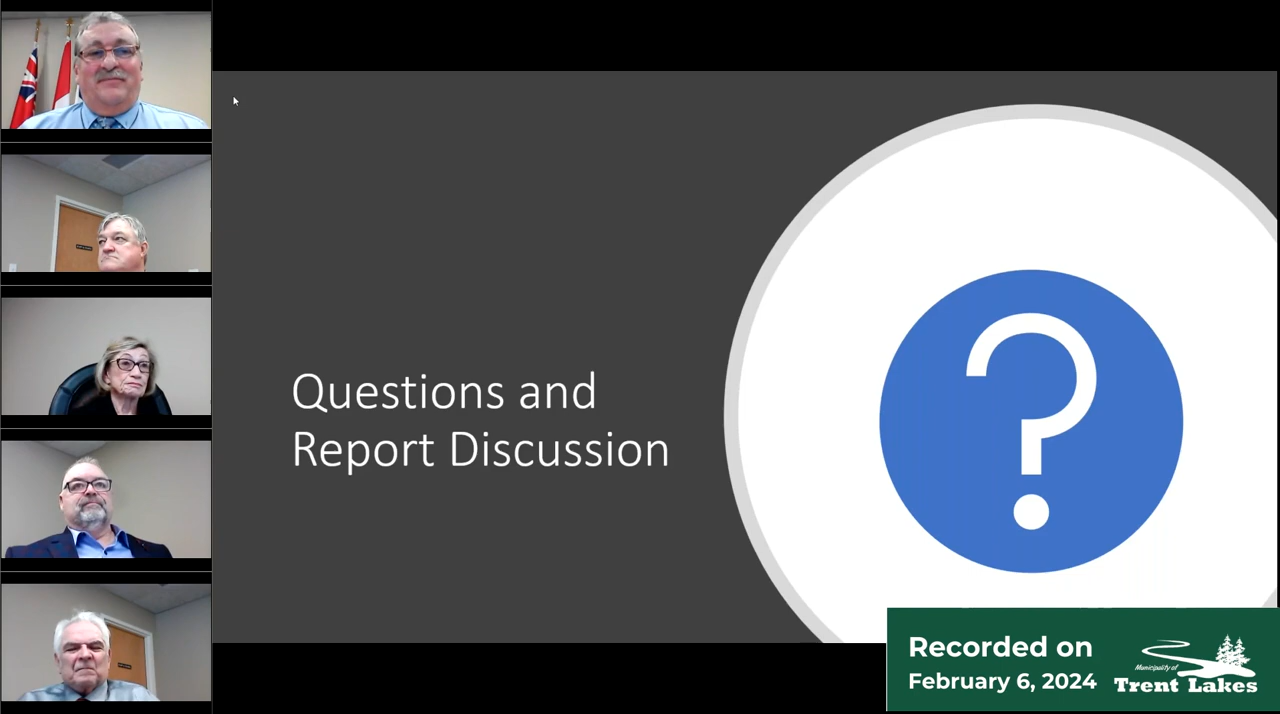 Questions and
Report Discussion
?
Recorded on
February 6, 2024
Municipality of
Trent Lakes